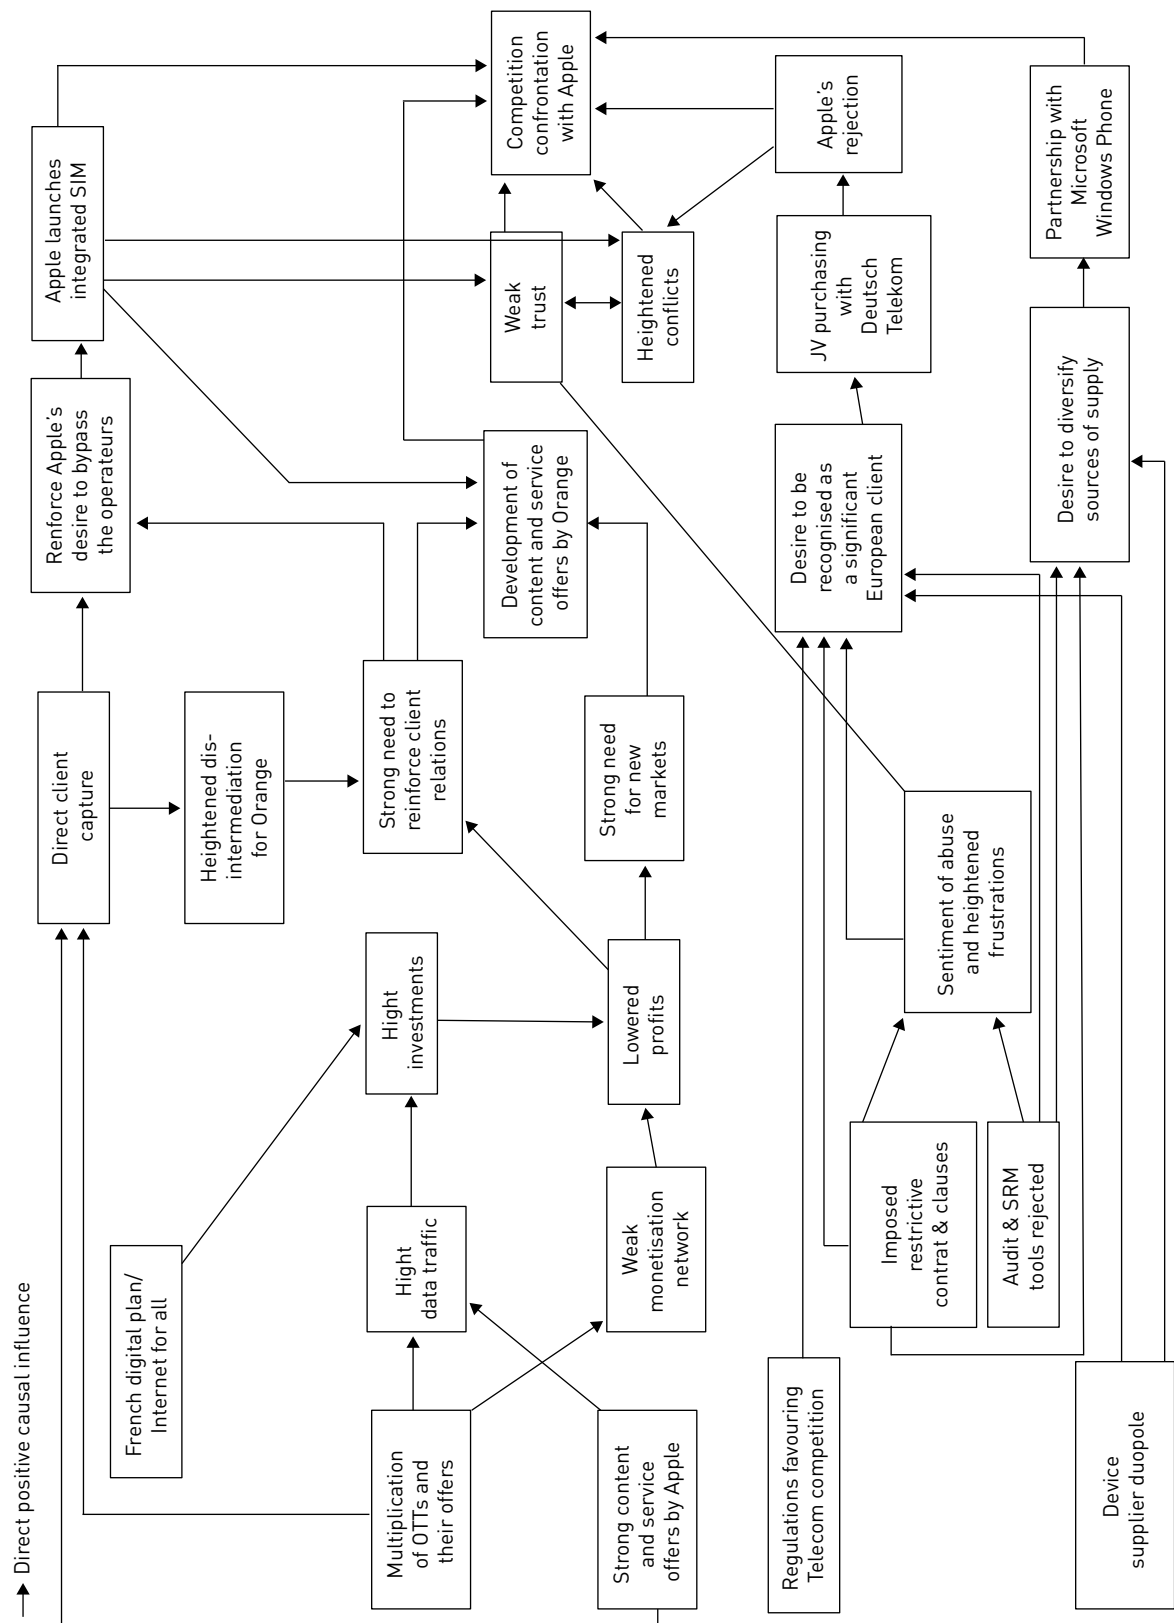 Direct positive causal influence
French digital plan/
Internet for all
Multiplication
of OTTs and
their offers
Strong content
and service
offers by Apple
Regulations favouring
Telecom competition
Device
supplier duopole
Hight
data traffic
Weak
monetisation
network
Imposed
restrictive
contrat & clauses
Audit & SRM
tools rejected
Hight
investments
Lowered
profits
Sentiment of abuse
and heightened
frustrations
Direct client
capture
Heightened dis-
intermediation
for Orange
Strong need to
reinforce client
relations
Strong need
for new
markets
Renforce Apple's
desire to bypass
the operateurs
Development of
content and service
offers by Orange
Desire to be
recognised as
a significant
European client
Desire to diversify
sources of supply
Apple launches
integrated SIM
Weak
trust
Heightened
conflicts
JV purchasing
with
Deutsch
Telekom
Partnership with
Microsoft
Windows Phone
Competition
confrontation
with Apple
Apple's
rejection